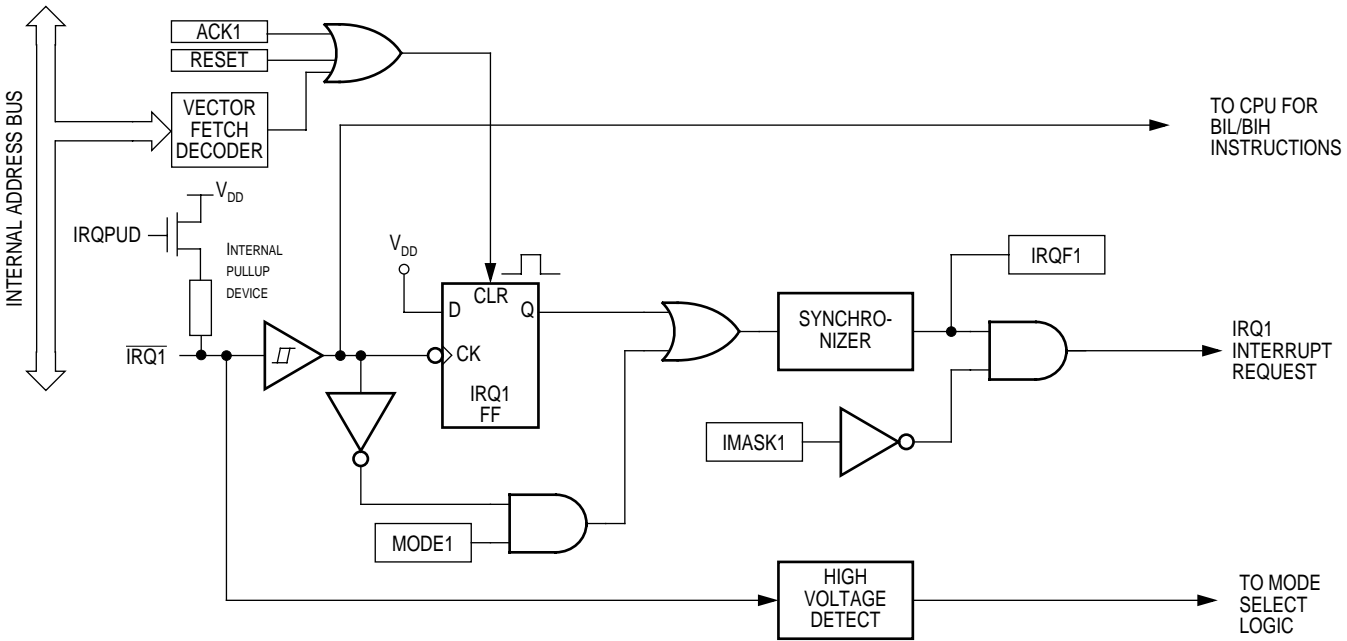 ACK1
RESET
VECTOR
FETCH
DECODER
INTERNAL ADDRESS BUS
TO CPU FOR
BIL/BIH
INSTRUCTIONS
VDD
IRQPUD
INTERNAL
PULLUP
DEVICE
VDD
CLR
D
Q
CK
IRQ1
FF
IRQ1
SYNCHRO-
NIZER
IRQF1
IRQ1
INTERRUPT
REQUEST
IMASK1
MODE1
HIGH
VOLTAGE
DETECT
TO MODE
SELECT
LOGIC